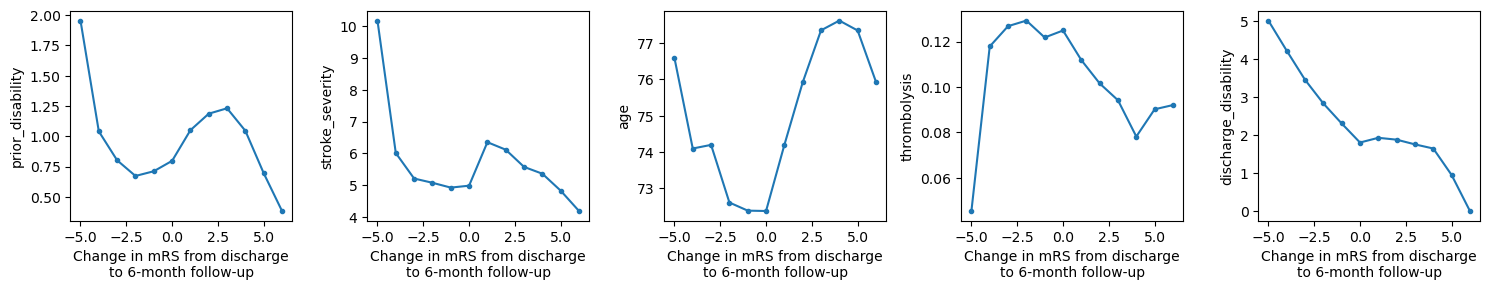 prior_disability
2.00
1.75
1.50
1.25
1.00
0.75
0.50
−5.0 −2.5 0.0 2.5 5.0
Change in mRS from discharge
to 6-month follow-up
stroke_severity
10
9
8
7
6
5
4
−5.0 −2.5 0.0 2.5 5.0
Change in mRS from discharge
to 6-month follow-up
age
77
76
75
74
73
−5.0 −2.5 0.0 2.5 5.0
Change in mRS from discharge
to 6-month follow-up
thrombolysis
0.12
0.10
0.08
0.06
−5.0 −2.5 0.0 2.5 5.0
Change in mRS from discharge
to 6-month follow-up
discharge_disability
5
4
3
2
1
0
−5.0 −2.5 0.0 2.5 5.0
Change in mRS from discharge
to 6-month follow-up